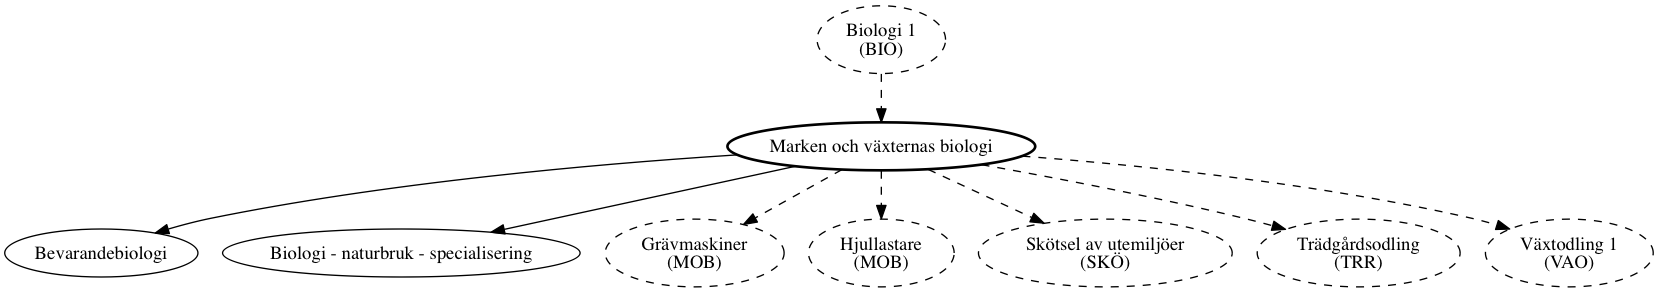 Biologi 1
(BIO)
Marken och växternas biologi
Bevarandebiologi
Biologi - naturbruk - specialisering
Grävmaskiner
(MOB)
Hjullastare
(MOB)
Skötsel av utemiljöer
(SKÖ)
Trädgårdsodling
(TRR)
Växtodling 1
(VAO)